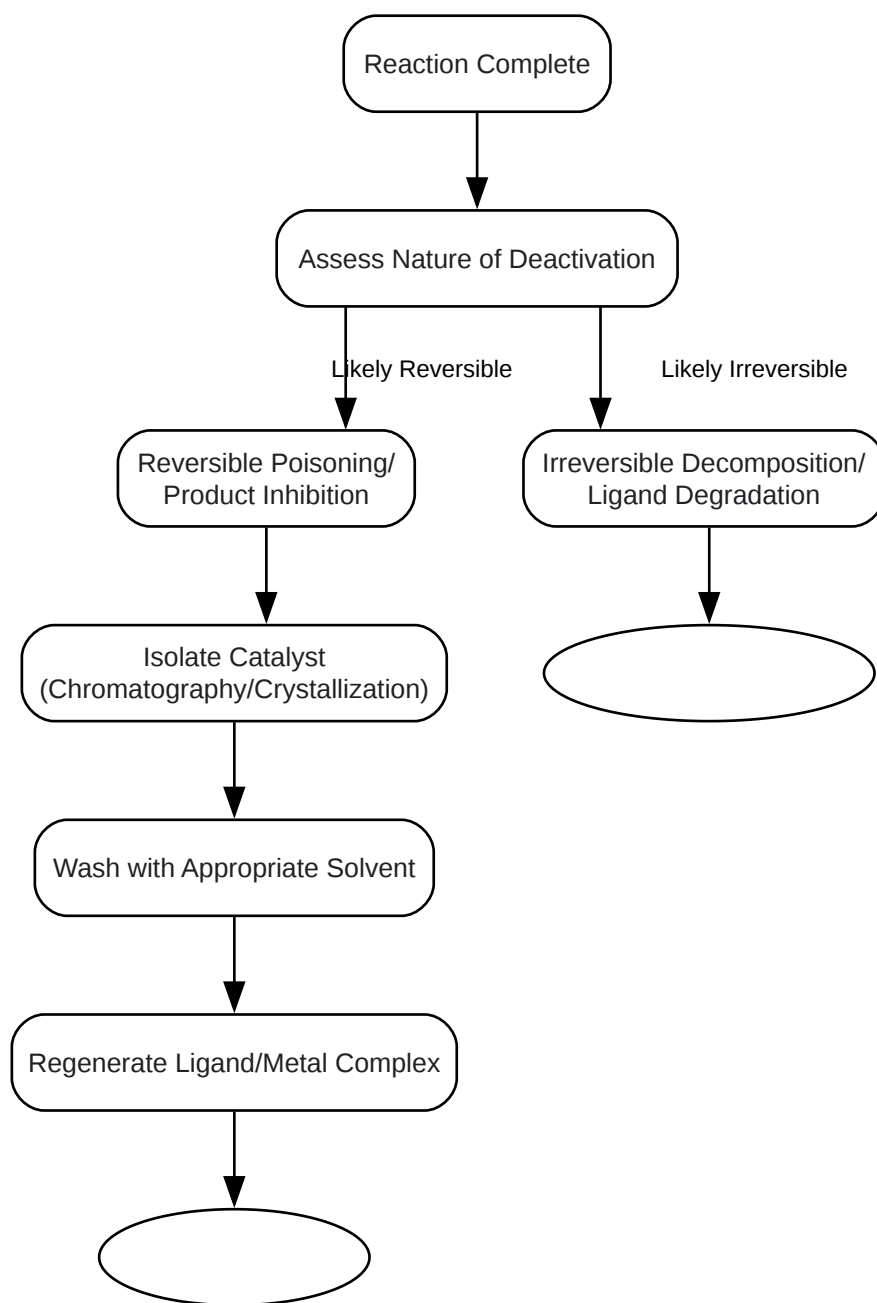 Reaction Complete
Assess Nature of Deactivation
Likely Reversible
Likely Irreversible
Reversible Poisoning/
Product Inhibition
Irreversible Decomposition/
Ligand Degradation
Isolate Catalyst
(Chromatography/Crystallization)
Wash with Appropriate Solvent
Regenerate Ligand/Metal Complex